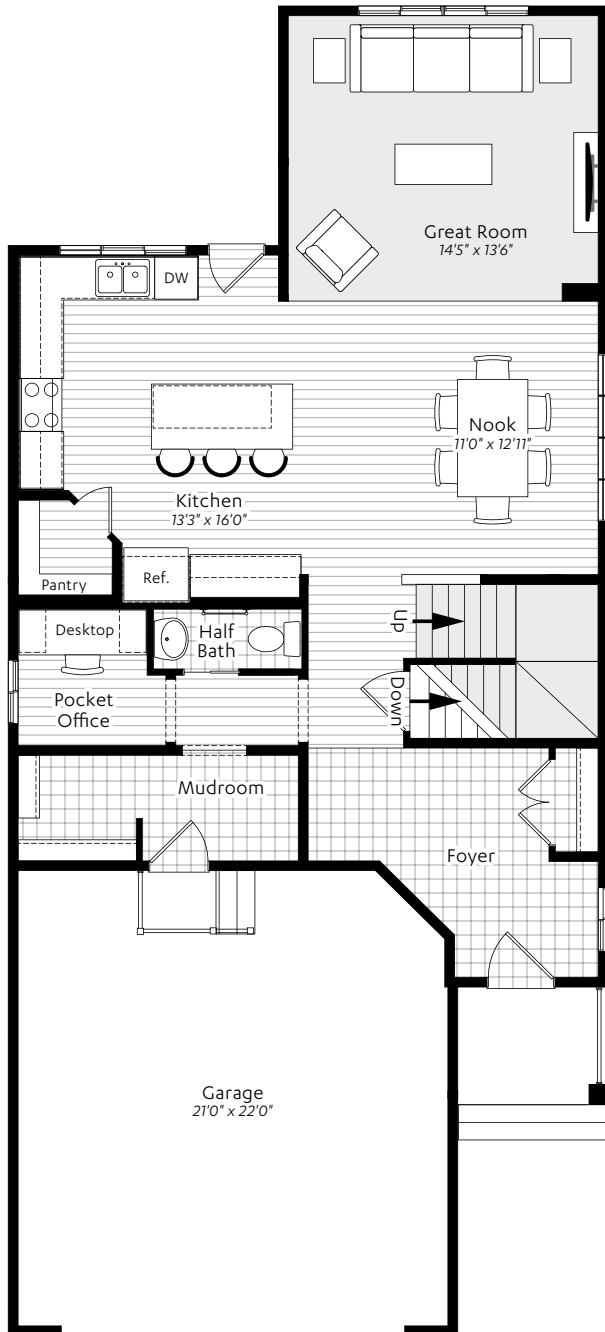 Great Room
14'5" x 13'6"
DW
Nook
11'0" x 12'11"
Kitchen
13'3" x 16'0"
Pantry
Ref.
Desktop
Half
Bath
Up
Down
Pocket
Office
Mudroom
Foyer
Garage
21'0" x 22'0"